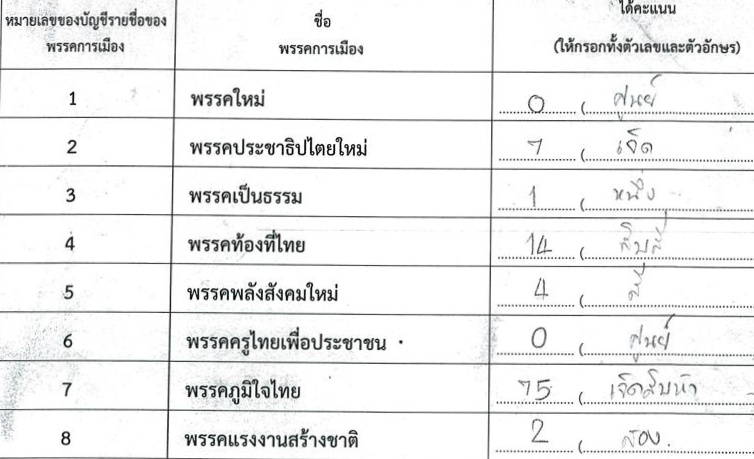 หมายเลขของบัญชีรายชื่อของ
พรรคการเมือง
ชื่อ
พรรคการเมือง
ได้คะแนน
(ให้กรอกทั้งตัวเลขและตัวอักษร)
1 พรรคใหม่ 0 ( ศูนย์
2 พรรคประชาธิปไตยใหม่ 7 ( เจ็ด
3 พรรคเป็นธรรม 1 ( หนึ่ง
4 พรรคท้องที่ไทย 14 ( สิบสี่
5 พรรคพลังสังคมใหม่ 4 ( สี่
6 พรรคครูไทยเพื่อประชาชน 0 ( ศูนย์
7 พรรคภูมิใจไทย 75 ( เจ็ดสิบห้า
8 พรรคแรงงานสร้างชาติ 2 ( สอง.